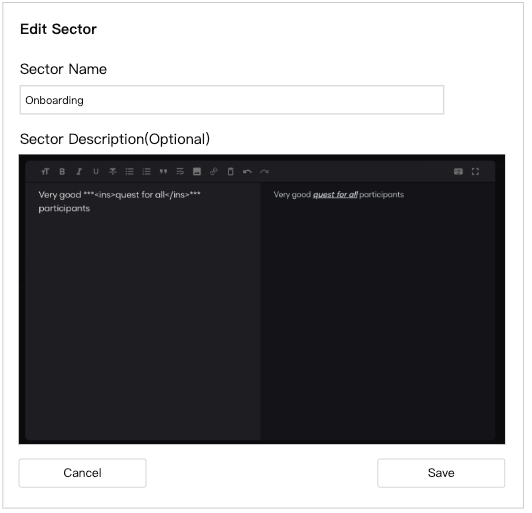 Edit Sector
Sector Name
Onboarding
Sector Description(Optional)
Very good ***<ins>quest for all</ins>***
participants
Very good quest for all participants
Cancel
Save